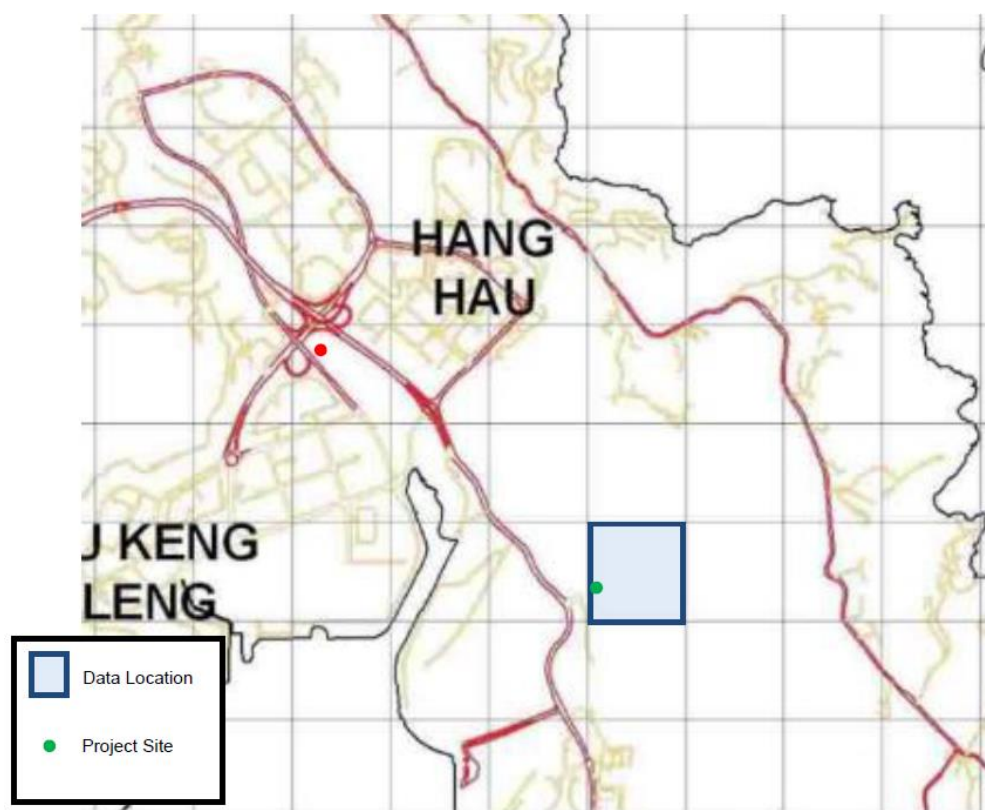 HANG
HAU
J KENG
LENG
Data Location
Project Site